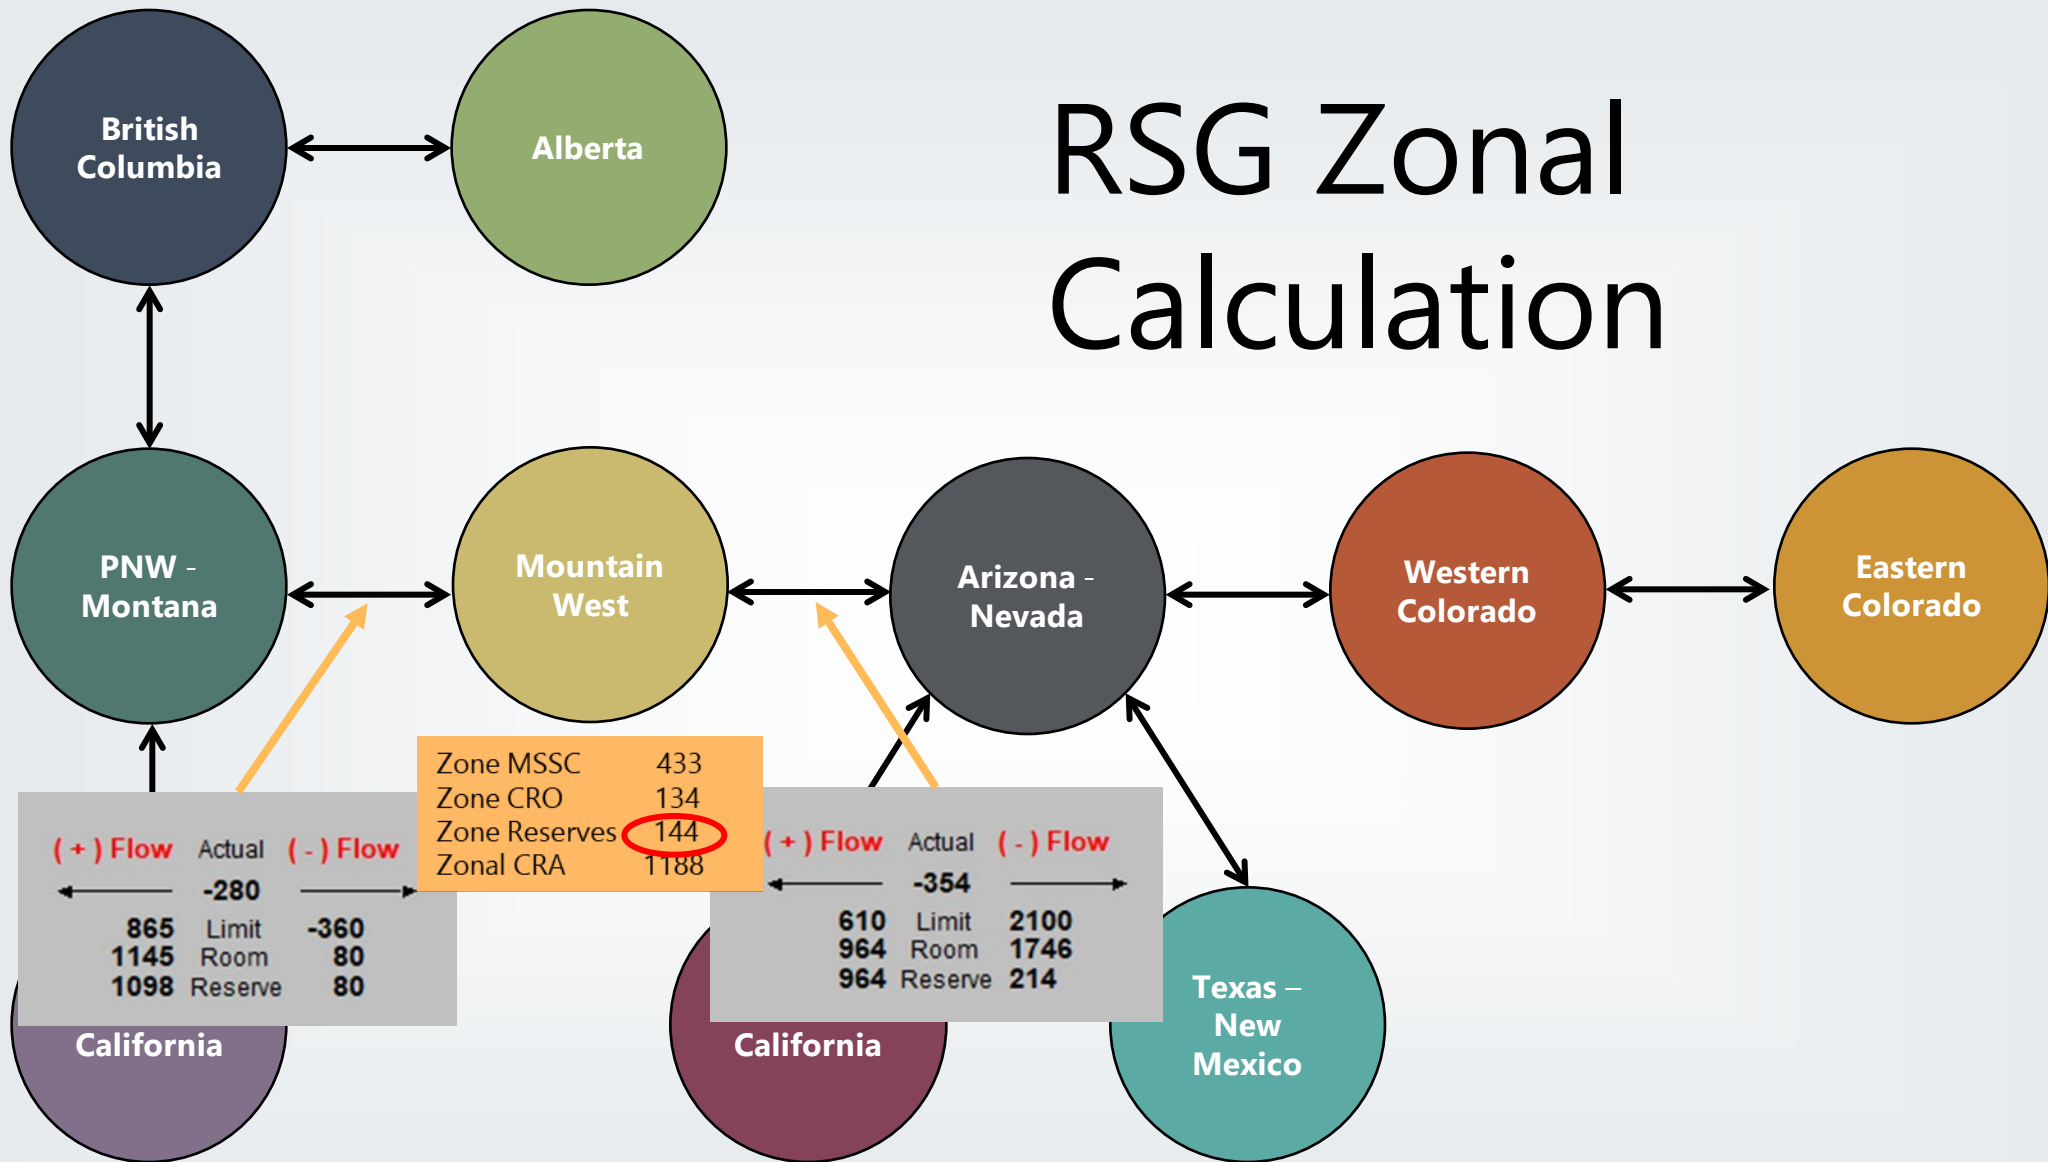 RSG Zonal
Calculation
British
Columbia
Alberta
PNW -
Montana
Mountain
West
Arizona -
Nevada
Western
Colorado
Eastern
Colorado
Zone MSSC 433
Zone CRO 134
Zone Reserves 144
Zonal CRA 1188
( + ) Flow Actual ( - ) Flow
-280
865 Limit -360
1145 Room 80
1098 Reserve 80
( + ) Flow Actual ( - ) Flow
-354
610 Limit 2100
964 Room 1746
964 Reserve 214
California
California
Texas –
New
Mexico